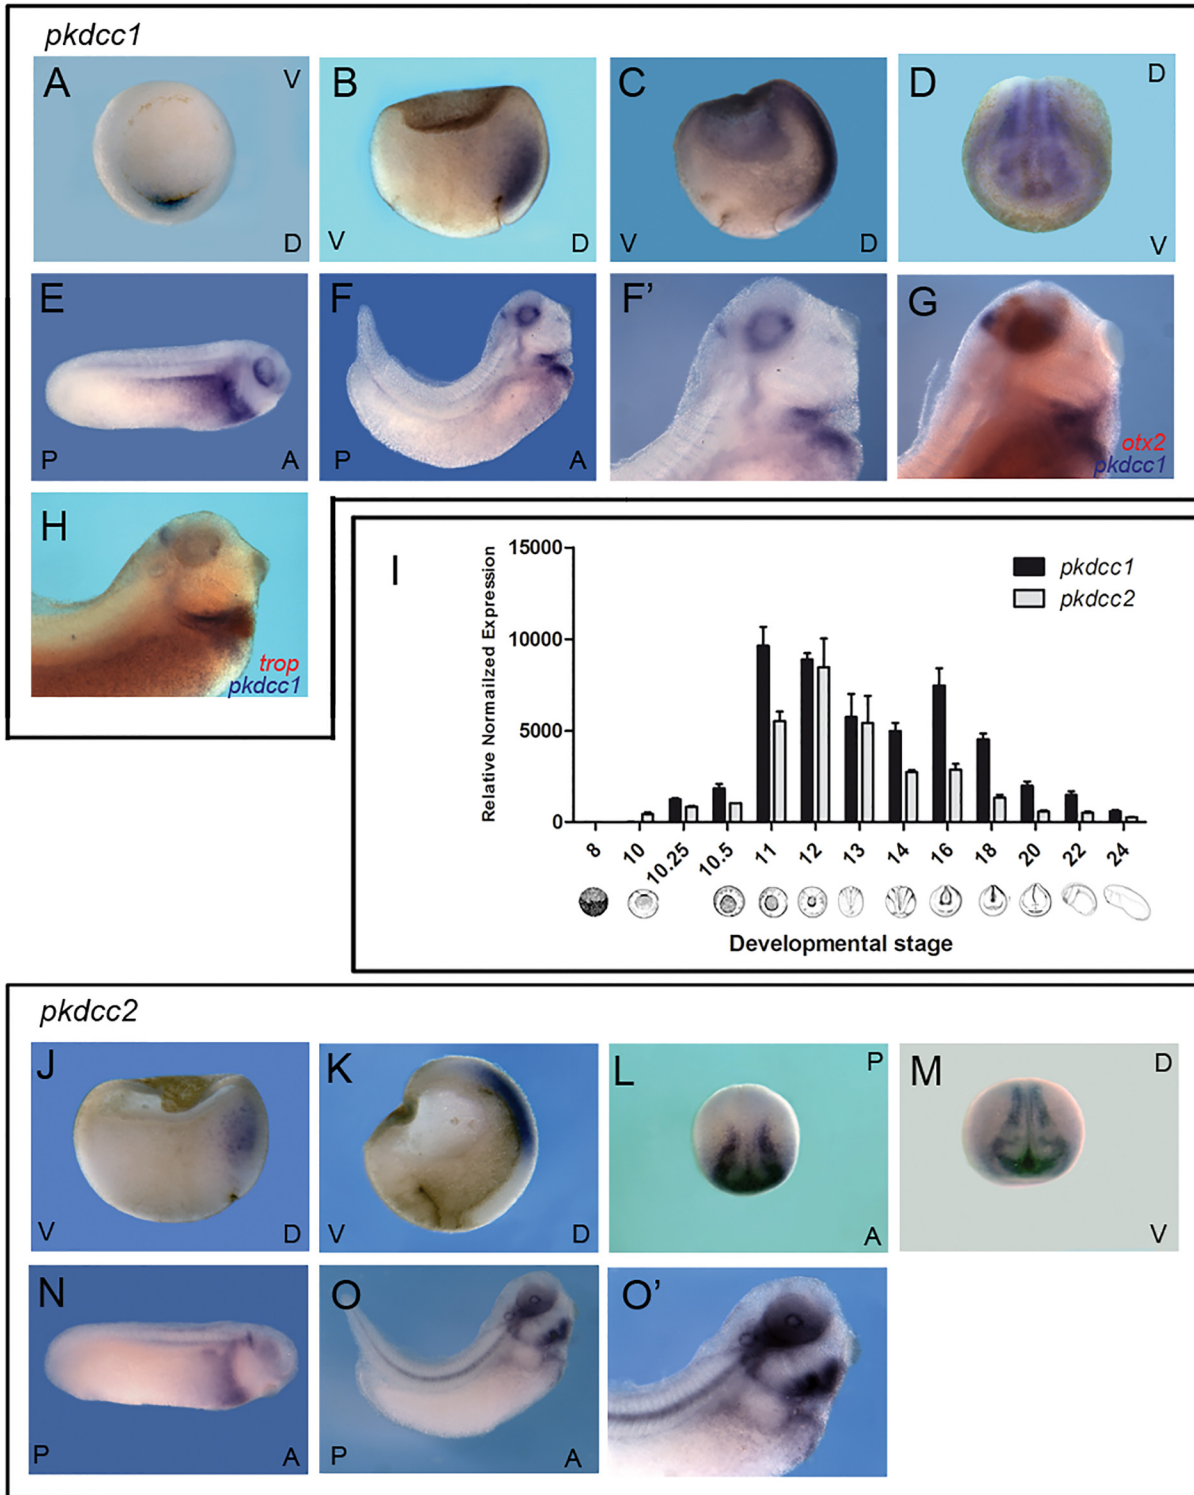 pkdcc1
A V D
B V D
C V D
D D V
E P A
F P A
F’
G otx2
pkdcc1
H trop
pkdcc1
I
Relative Normailzed Expression
15000
10000
5000
0
pkdcc1
pkdcc2
8 10 10.25 10.5 11 12 13 14 16 18 20 22 24
Developmental stage
pkdcc2
J V D
K V D
L P A
M D V
N P A
O P A
O’